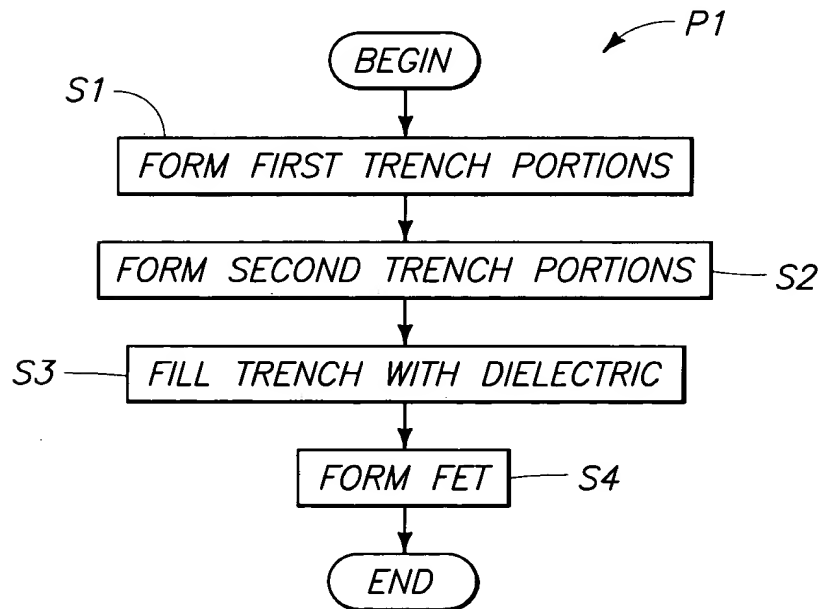 P1
BEGIN
S1
FORM FIRST TRENCH PORTIONS
FORM SECOND TRENCH PORTIONS
S2
S3
FILL TRENCH WITH DIELECTRIC
FORM FET
S4
END